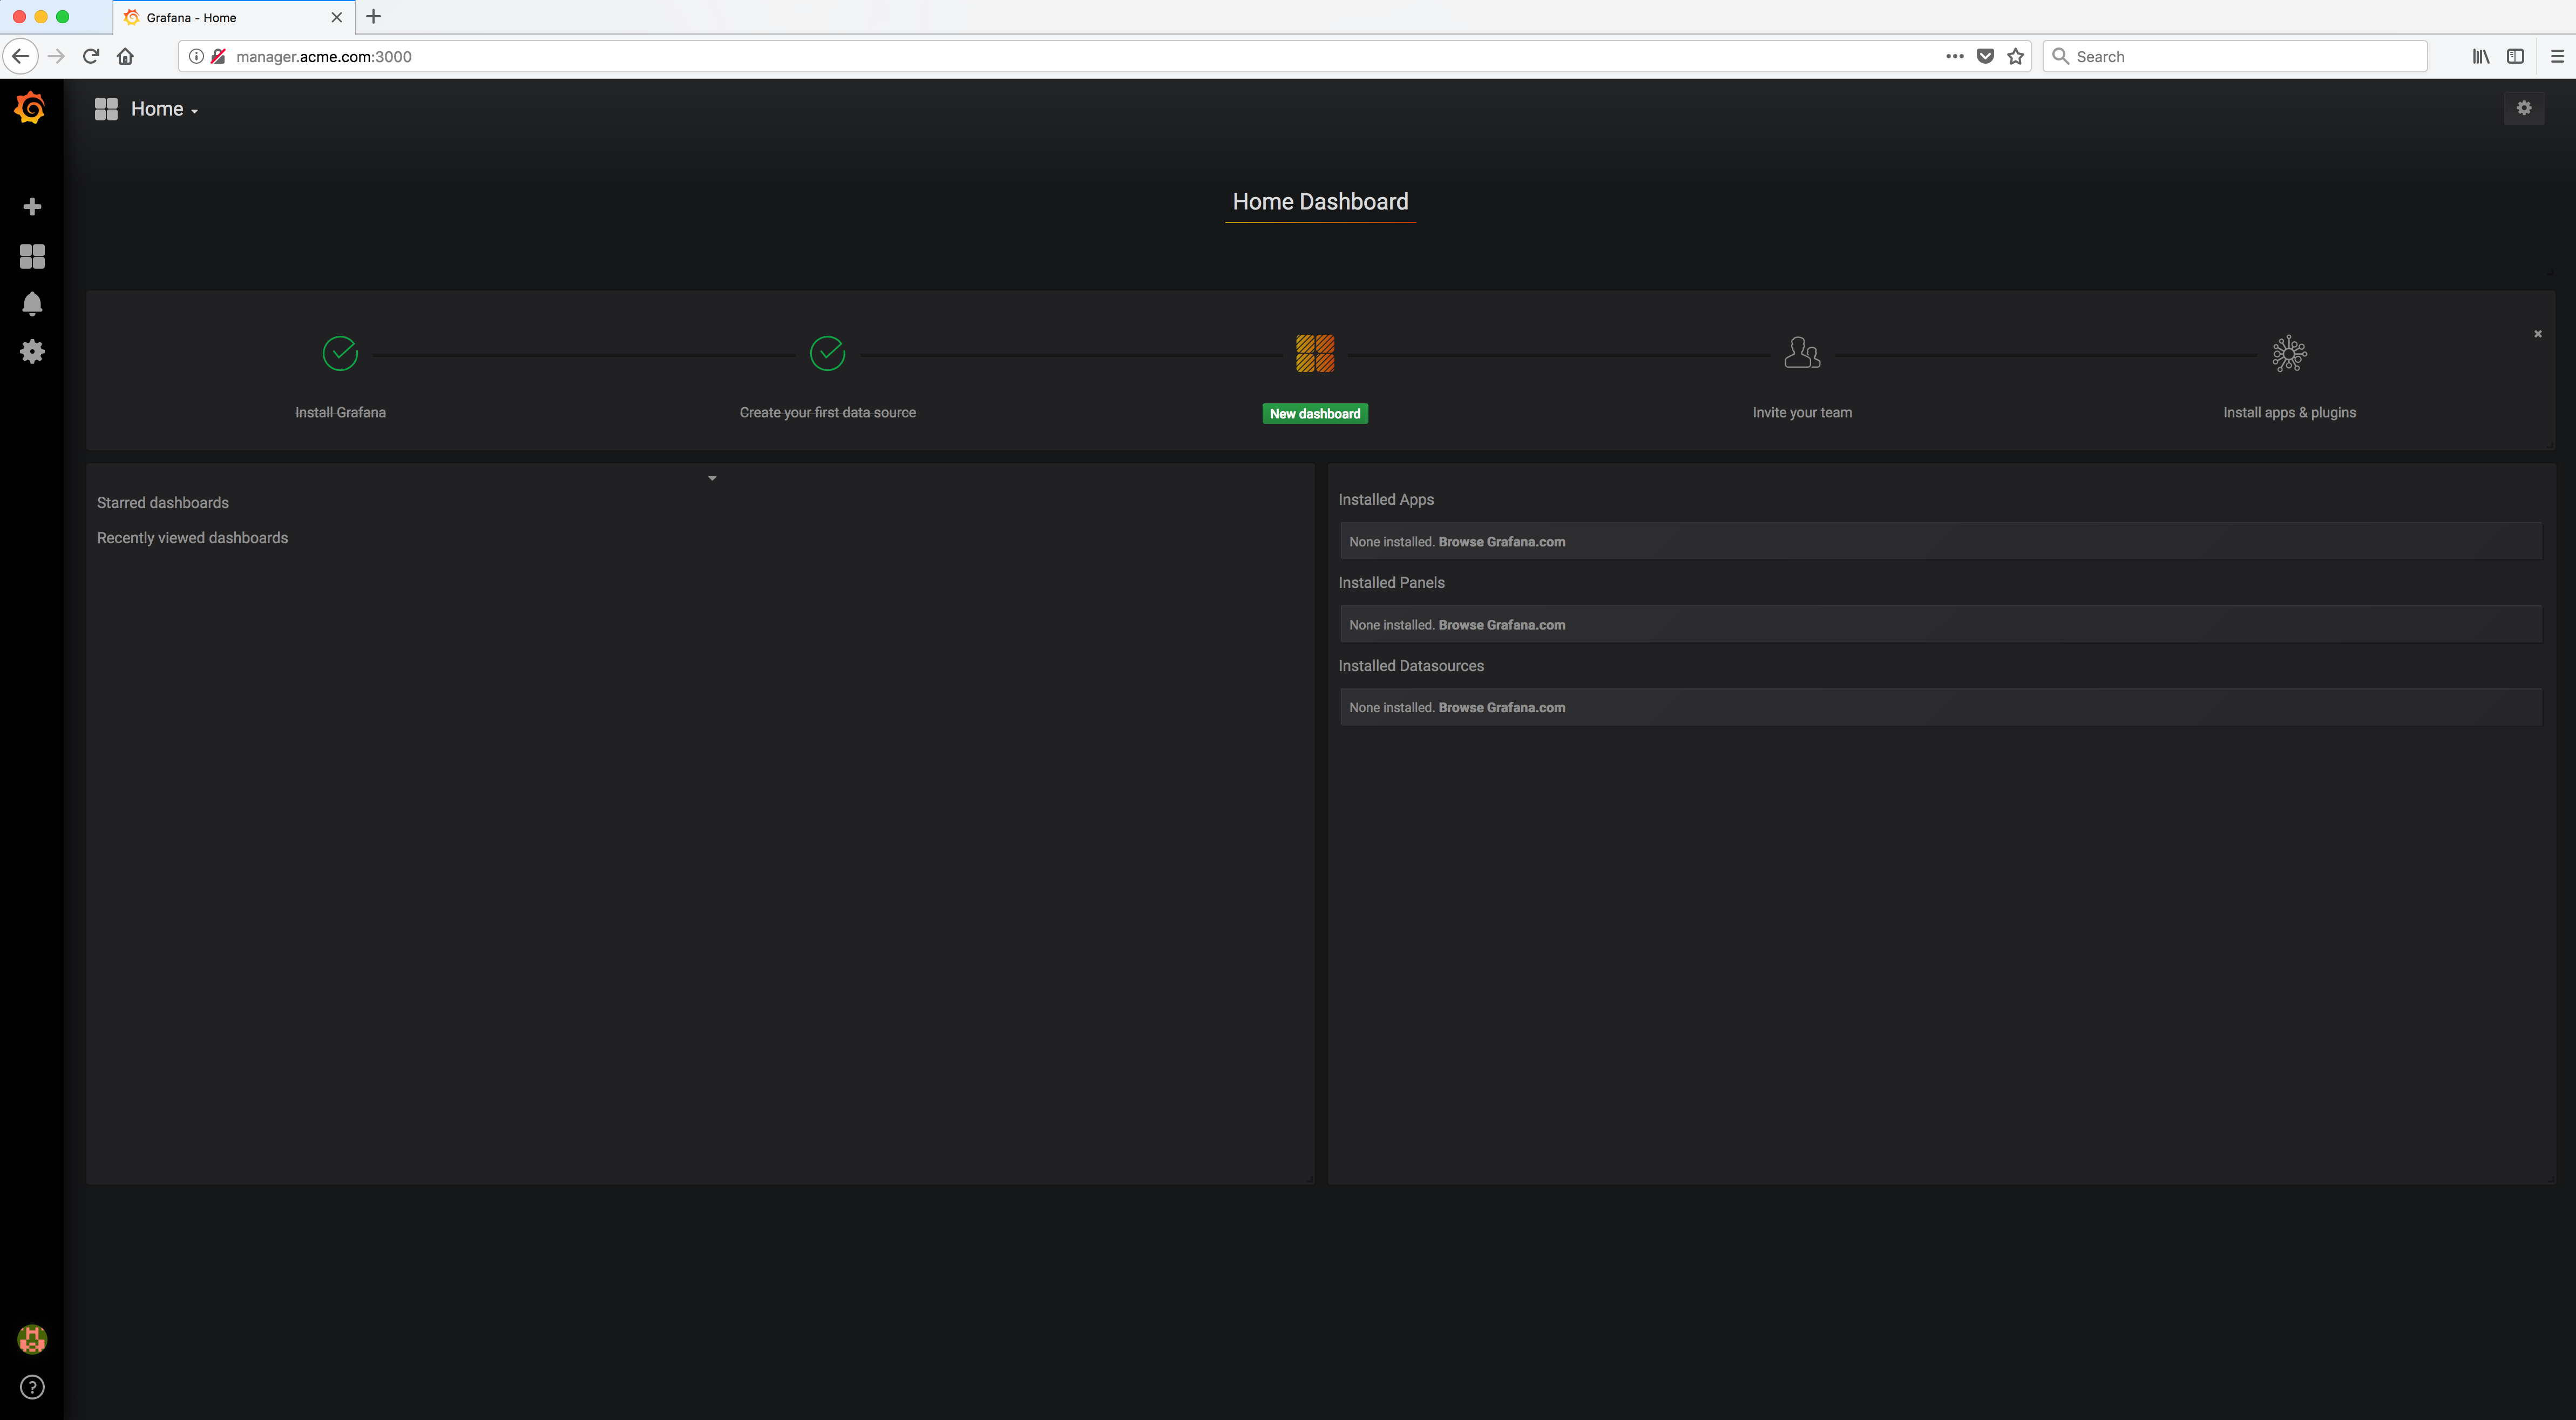 Grafana - Home
manager.acme.com:3000
Search
Home
Home Dashboard
Install Grafana
Create your first data source
New dashboard
Invite your team
Install apps & plugins
Starred dashboards
Recently viewed dashboards
Installed Apps
None installed. Browse Grafana.com
Installed Panels
None installed. Browse Grafana.com
Installed Datasources
None installed. Browse Grafana.com